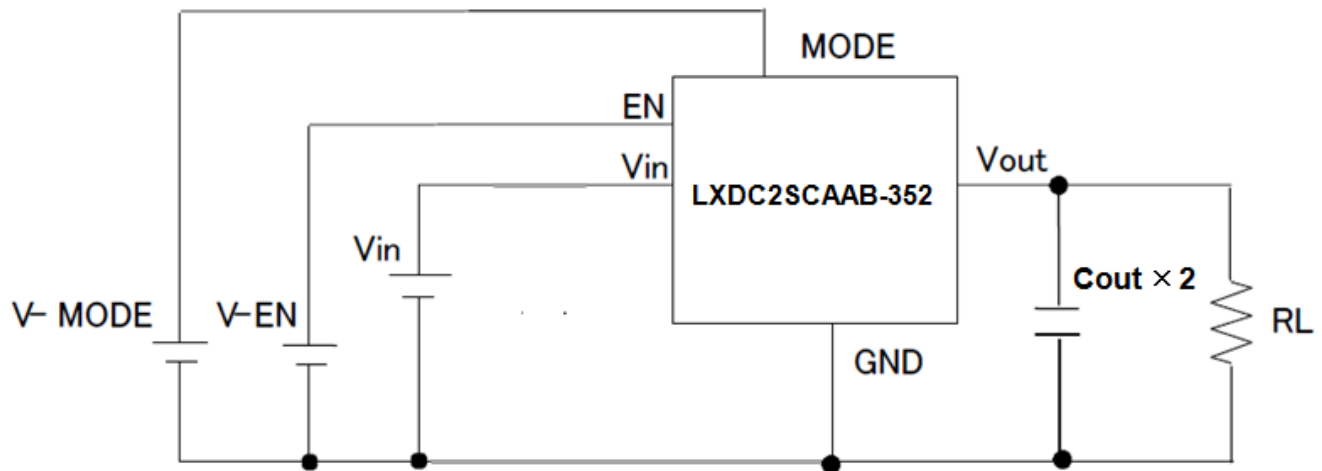 MODE
EN
Vin
Vout
LXDC2SCAAB-352
Vin
Cout × 2
V- MODE
V-EN
RL
GND